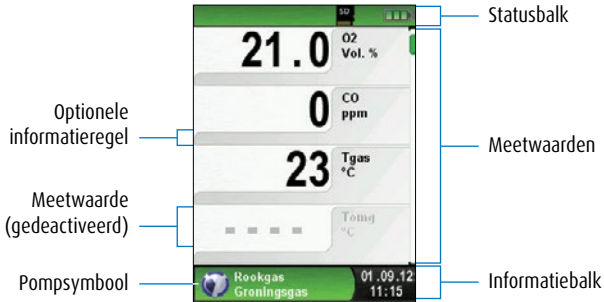 SD
Statusbalk
21.0
O2
Vol. %
Optionele
informatieregel
0
CO
ppm
Meetwaarden
23
Tgas
°C
Meetwaarde
(gedeactiveerd)
- - - -
Tomg
°C
Pompsymbool
Rookgas
Groningsgas
01.09.12
11:15
Informatiebalk